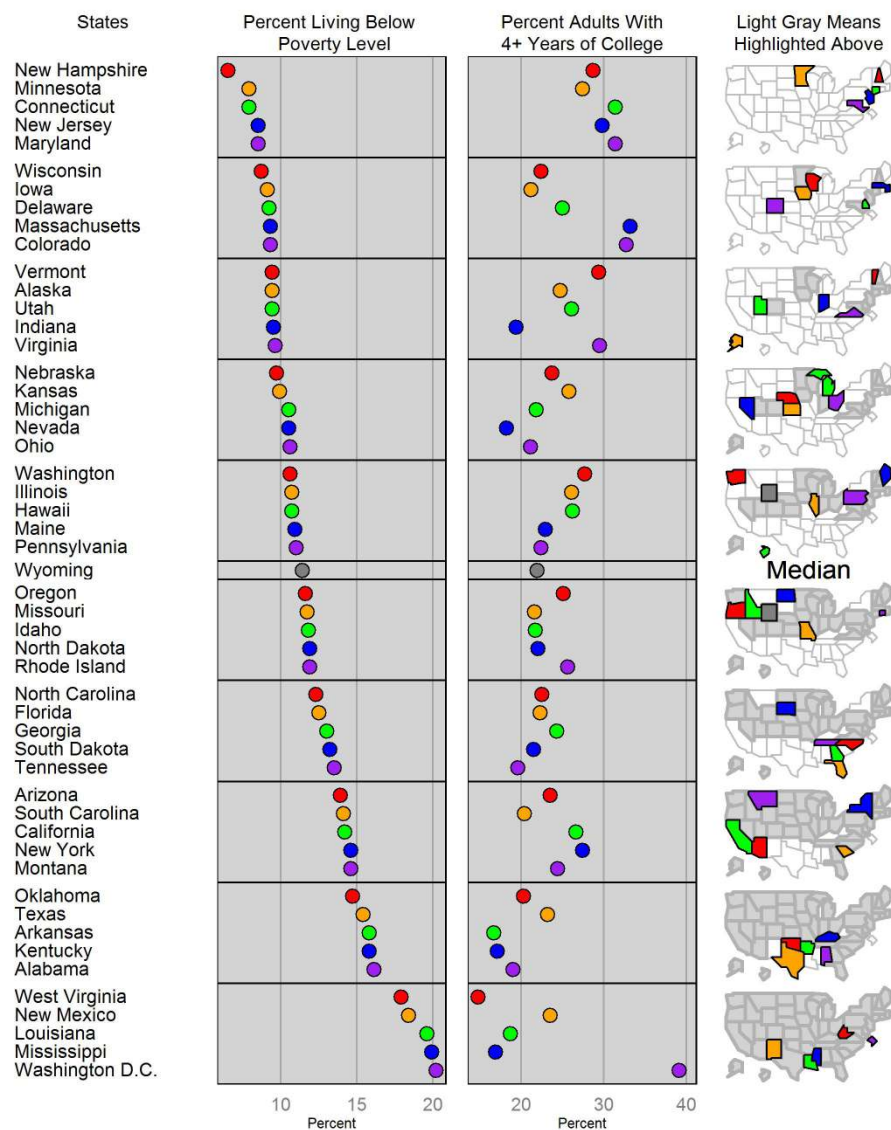 States
Percent Living Below
Poverty Level
Percent Adults With
4+ Years of College
Light Gray Means
Highlighted Above
New Hampshire
Minnesota
Connecticut
New Jersey
Maryland
Wisconsin
Iowa
Delaware
Massachusetts
Colorado
Vermont
Alaska
Utah
Indiana
Virginia
Nebraska
Kansas
Michigan
Nevada
Ohio
Washington
Illinois
Hawaii
Maine
Pennsylvania
Wyoming
Median
Oregon
Missouri
Idaho
North Dakota
Rhode Island
North Carolina
Florida
Georgia
South Dakota
Tennessee
Arizona
South Carolina
California
New York
Montana
Oklahoma
Texas
Arkansas
Kentucky
Alabama
West Virginia
New Mexico
Louisiana
Mississippi
Washington D.C.
10 15 20
Percent
20 30 40
Percent